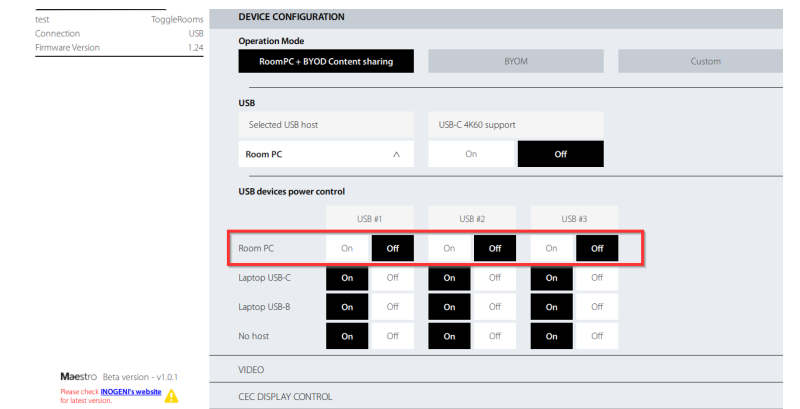 test ToggleRooms
Connection USB
Firmware Version 1.24
DEVICE CONFIGURATION
Operation Mode
RoomPC + BYOD Content sharing BYOM Custom
USB
Selected USB host USB-C 4K60 support
Room PC On Off
USB devices power control
USB #1 USB #2 USB #3
Room PC On Off On Off On Off
Laptop USB-C On Off On Off On Off
Laptop USB-B On Off On Off On Off
No host On Off On Off On Off
VIDEO
CEC DISPLAY CONTROL
Maestro Beta version - v1.0.1
Please check INOGENI's website
for latest version.